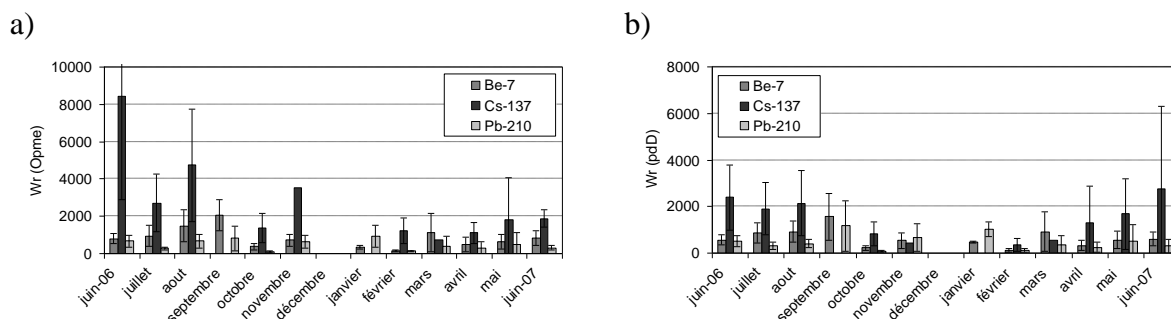 a)
b)
Wr (Opme)
10000
8000
6000
4000
2000
0
Be-7
Cs-137
Pb-210
juin-06
juillet
aout
septembre
octobre
novembre
décembre
janvier
février
mars
avril
mai
juin-07
Wr (pdD)
8000
6000
4000
2000
0
Be-7
Cs-137
Pb-210
juin-06
juillet
aout
septembre
octobre
novembre
décembre
janvier
février
mars
avril
mai
juin-07